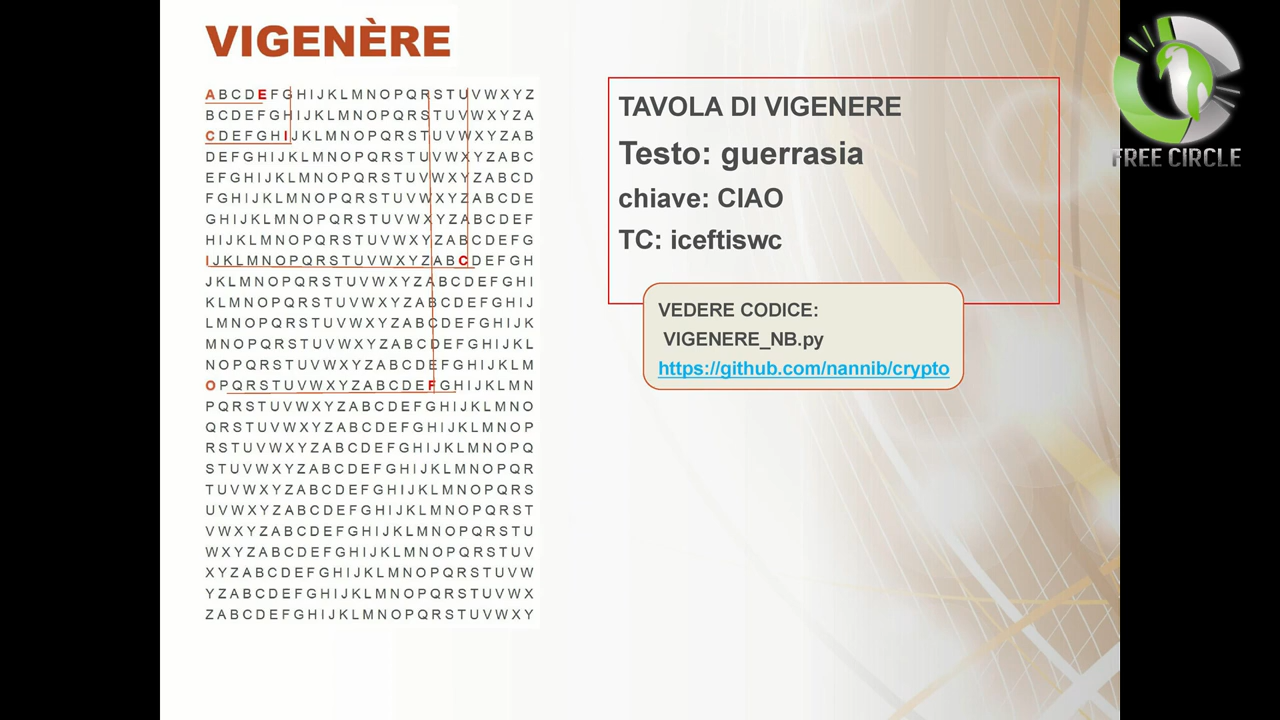 VIGENÈRE
ABCDEFGHIJKLMNOPQRSTUVWXYZ
BCDEFGHIJKLMNOPQRSTUVWXYZA
CDEFGHIJKLMNOPQRSTUVWXYZAB
DEFGHIJKLMNOPQRSTUVWXYZABC
EFGHIJKLMNOPQRSTUVWXYZABCD
FGHIJKLMNOPQRSTUVWXYZABCDEF
GHIJKLMNOPQRSTUVWXYZABCDEF
HIJKLMNOPQRSTUVWXYZABCDEFG
IJKLMNOPQRSTUVWXYZABCDEFGH
JKLMNOPQRSTUVWXYZABCDEFGHI
KLMNOPQRSTUVWXYZABCDEFGHIJ
LMNOPQRSTUVWXYZABCDEFGHIJK
MNOPQRSTUVWXYZABCDEFGHIJKL
NOPQRSTUVWXYZABCDEFGHIJKLM
OPQRSTUVWXYZABCDEFGHIJKLMN
PQRSTUVWXYZABCDEFGHIJKLMNO
QRSTUVWXYZABCDEFGHIJKLMNOP
RSTUVWXYZABCDEFGHIJKLMNOPQ
STUVWXYZABCDEFGHIJKLMNOPQR
TUVWXYZABCDEFGHIJKLMNOPQRS
UVWXYZABCDEFGHIJKLMNOPQRST
VWXYZABCDEFGHIJKLMNOPQRSTU
WXYZABCDEFGHIJKLMNOPQRSTUV
XYZABCDEFGHIJKLMNOPQRSTUVW
YZABCDEFGHIJKLMNOPQRSTUVWX
ZABCDEFGHIJKLMNOPQRSTUVWXY
TAVOLA DI VIGENERE
Testo: guerrasia
chiave: CIAO
TC: iceftiswc
VEDERE CODICE:
VIGENERE_NB.py
https://github.com/nannib/crypto
FREE CIRCLE